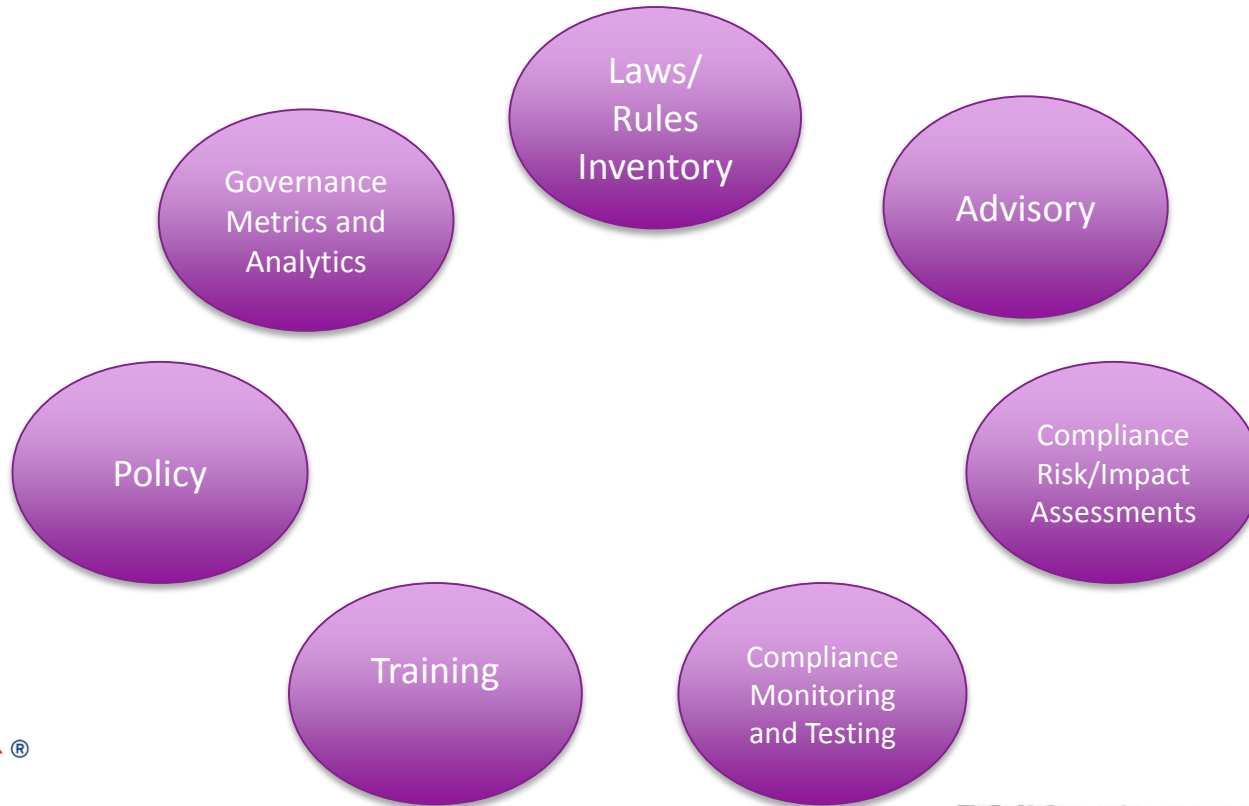 Laws/
Rules
Inventory
Advisory
Governance
Metrics and
Analytics
Compliance
Risk/Impact
Assessments
Policy
Training
Compliance
Monitoring
and Testing
®